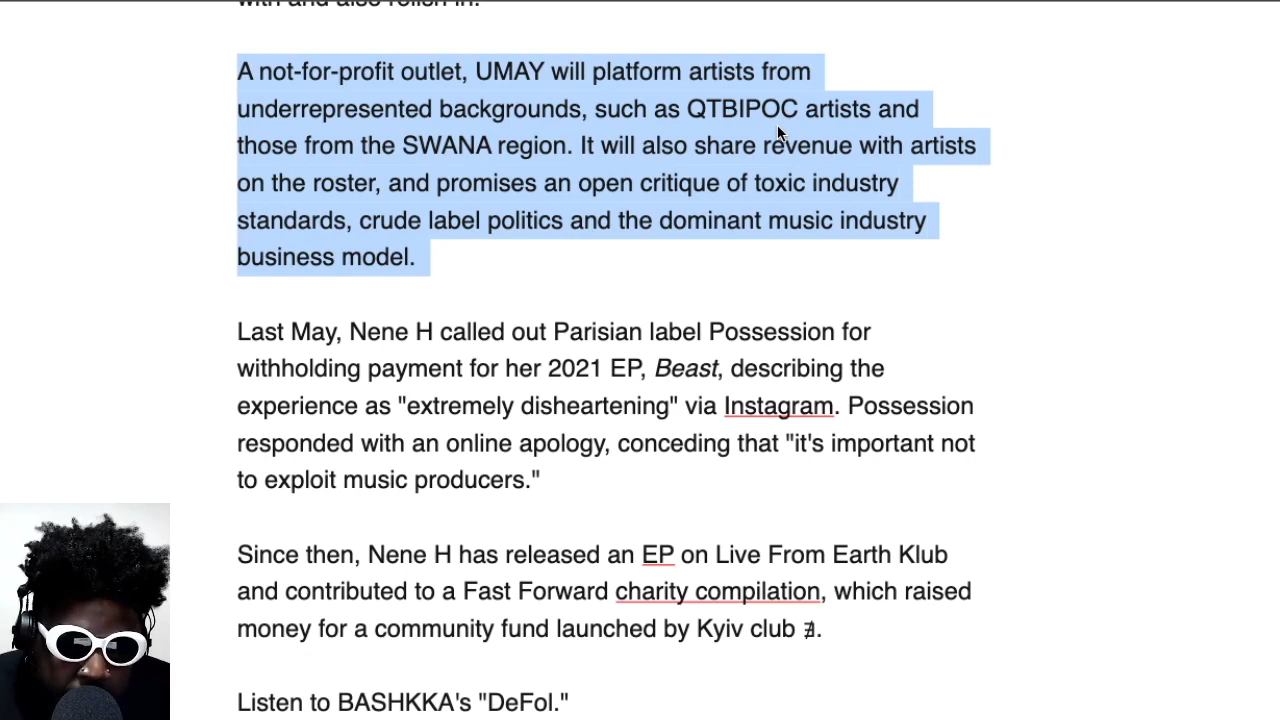 with and also relish in.
A not-for-profit outlet, UMAY will platform artists from
underrepresented backgrounds, such as QTBIPOC artists and
those from the SWANA region. It will also share revenue with artists
on the roster, and promises an open critique of toxic industry
standards, crude label politics and the dominant music industry
business model.
Last May, Nene H called out Parisian label Possession for
withholding payment for her 2021 EP, Beast, describing the
experience as "extremely disheartening" via Instagram. Possession
responded with an online apology, conceding that "it's important not
to exploit music producers."
Since then, Nene H has released an EP on Live From Earth Klub
and contributed to a Fast Forward charity compilation, which raised
money for a community fund launched by Kyiv club ∄.
Listen to BASHKKA's "DeFol."